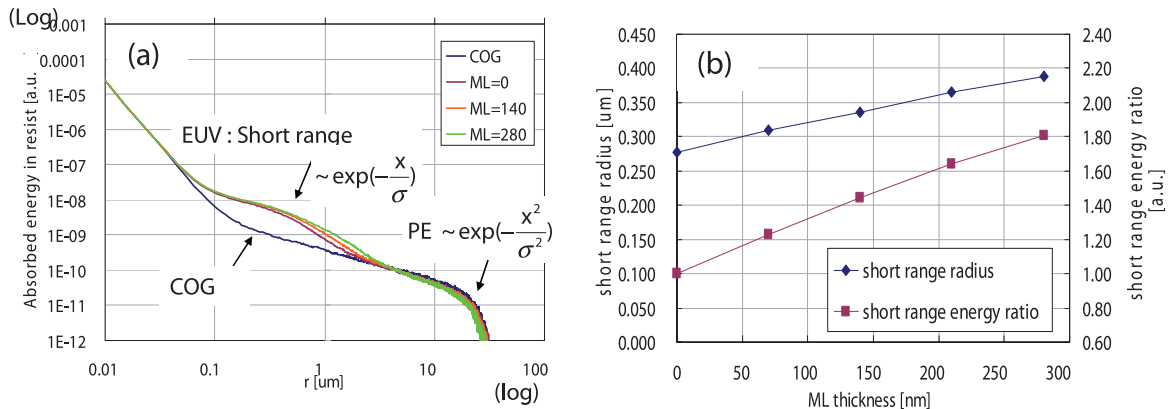 (Log)
0.001
0.0001
1E-05
1E-06
1E-07
1E-08
1E-09
1E-10
1E-11
1E-12
Absorbed energy in resist [a.u.]
(a)
COG
ML=0
ML=140
ML=280
EUV : Short range
~exp(-x/σ)
PE ~exp(-x²/σ²)
COG
0.01 0.1 1 10 100
r [um]
(log)
(b)
0.450
0.400
0.350
0.300
0.250
0.200
0.150
0.100
0.050
0.000
short range radius [um]
2.40
2.20
2.00
1.80
1.60
1.40
1.20
1.00
0.80
0.60
short range energy ratio
[a.u.]
short range radius
short range energy ratio
0 50 100 150 200 250 300
ML thickness [nm]